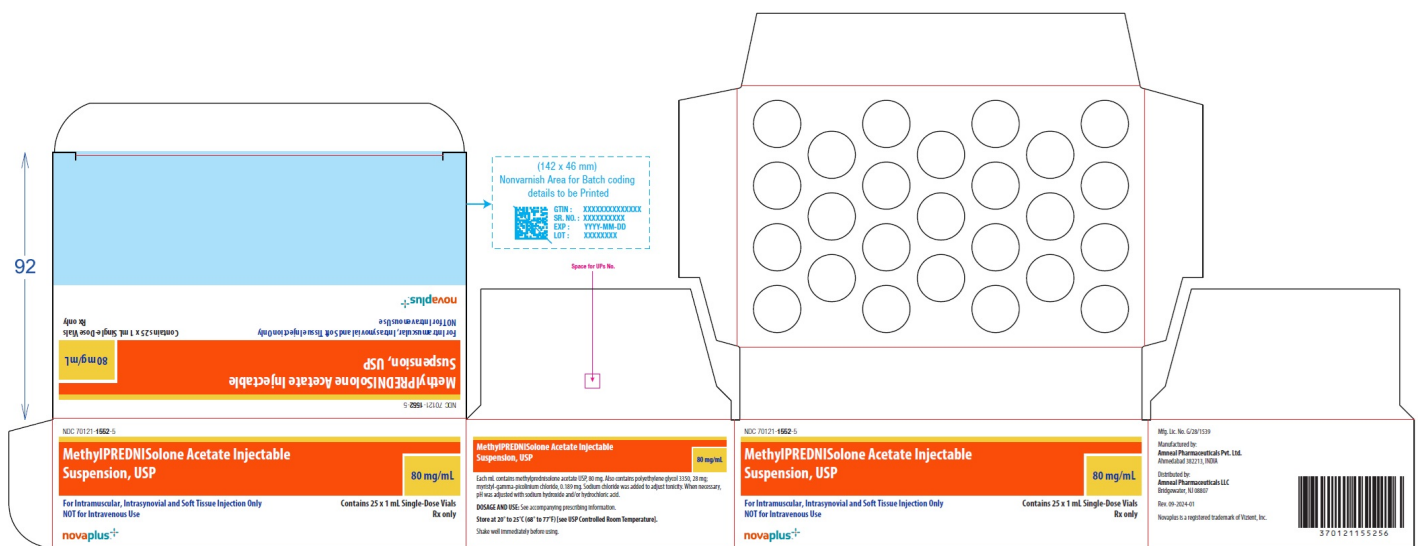 92
(142 x 46 mm)
Nonvarnish Area for Batch coding
details to be Printed
GTIN : XXXXXXXXXXXXXX
SR. NO. : XXXXXXXXXX
EXP : YYYY-MM-DD
LOT : XXXXXXXX
Space for UPs No.
NDC 70121-1552-5
MethylPREDNISolone Acetate Injectable
Suspension, USP
80 mg/mL
For Intramuscular, Intrasynovial and Soft Tissue Injection Only
NOT for Intravenous Use
Contains 25 x 1 mL Single-Dose Vials
Rx only
novaplus
NDC 70121-1552-5
MethylPREDNISolone Acetate Injectable
Suspension, USP
80 mg/mL
For Intramuscular, Intrasynovial and Soft Tissue Injection Only
NOT for Intravenous Use
Contains 25 x 1 mL Single-Dose Vials
Rx only
novaplus
MethylPREDNISolone Acetate Injectable
Suspension, USP
80 mg/mL
Each mL contains methylprednisolone acetate USP, 80 mg. Also contains polyethylene glycol 3350, 28 mg;
myristyl-gamma-picolinium chloride, 0.189 mg. Sodium chloride was added to adjust tonicity. When necessary,
pH was adjusted with sodium hydroxide and/or hydrochloric acid.
DOSAGE AND USE: See accompanying prescribing information.
Store at 20° to 25°C (68° to 77°F) [see USP Controlled Room Temperature].
Shake well immediately before using.
NDC 70121-1552-5
MethylPREDNISolone Acetate Injectable
Suspension, USP
80 mg/mL
For Intramuscular, Intrasynovial and Soft Tissue Injection Only
NOT for Intravenous Use
Contains 25 x 1 mL Single-Dose Vials
Rx only
novaplus
Mfg. Lic. No. G/28/1539
Manufactured by:
Amneal Pharmaceuticals Pvt. Ltd.
Ahmedabad 382213, INDIA
Distributed by:
Amneal Pharmaceuticals LLC
Bridgewater, NJ 08807
Rev. 09-2024-01
Novaplus is a registered trademark of Vizient, Inc.
370121155256